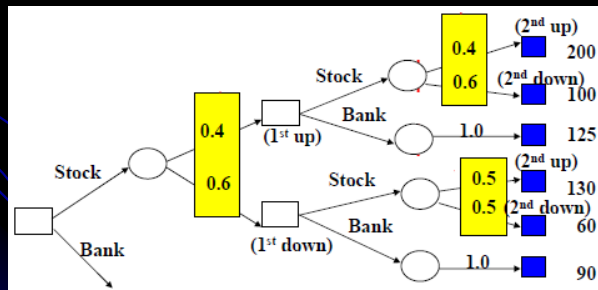 (2nd up)
0.4
200
Stock
0.6
(2nd down)
100
0.4
Bank
(1st up)
1.0
125
Stock
0.6
(2nd up)
Stock
0.5
130
0.5
(2nd down)
60
Bank
(1st down)
Bank
1.0
90